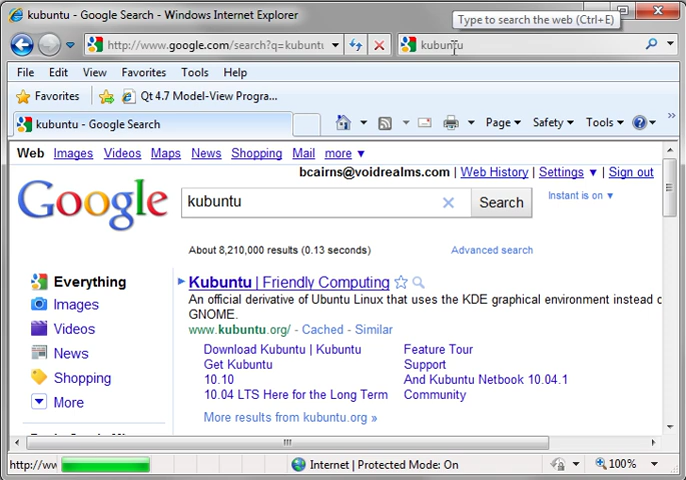 kubuntu - Google Search - Windows Internet Explorer
Type to search the web (Ctrl+E)
http://www.google.com/search?q=kubuntu
kubuntu
File Edit View Favorites Tools Help
Favorites Qt 4.7 Model-View Progra...
kubuntu - Google Search Page Safety Tools »
Web Images Videos Maps News Shopping Mail more
bcairns@voidrealms.com | Web History | Settings | Sign out
Google kubuntu Search Instant is on
About 8,210,000 results (0.13 seconds) Advanced search
Everything
Images
Videos
News
Shopping
More
Kubuntu | Friendly Computing
An official derivative of Ubuntu Linux that uses the KDE graphical environment instead o
GNOME.
www.kubuntu.org/ - Cached - Similar
Download Kubuntu | Kubuntu Feature Tour
Get Kubuntu Support
10.10 And Kubuntu Netbook 10.04.1
10.04 LTS Here for the Long Term Community
More results from kubuntu.org »
http://ww Internet | Protected Mode: On 100%